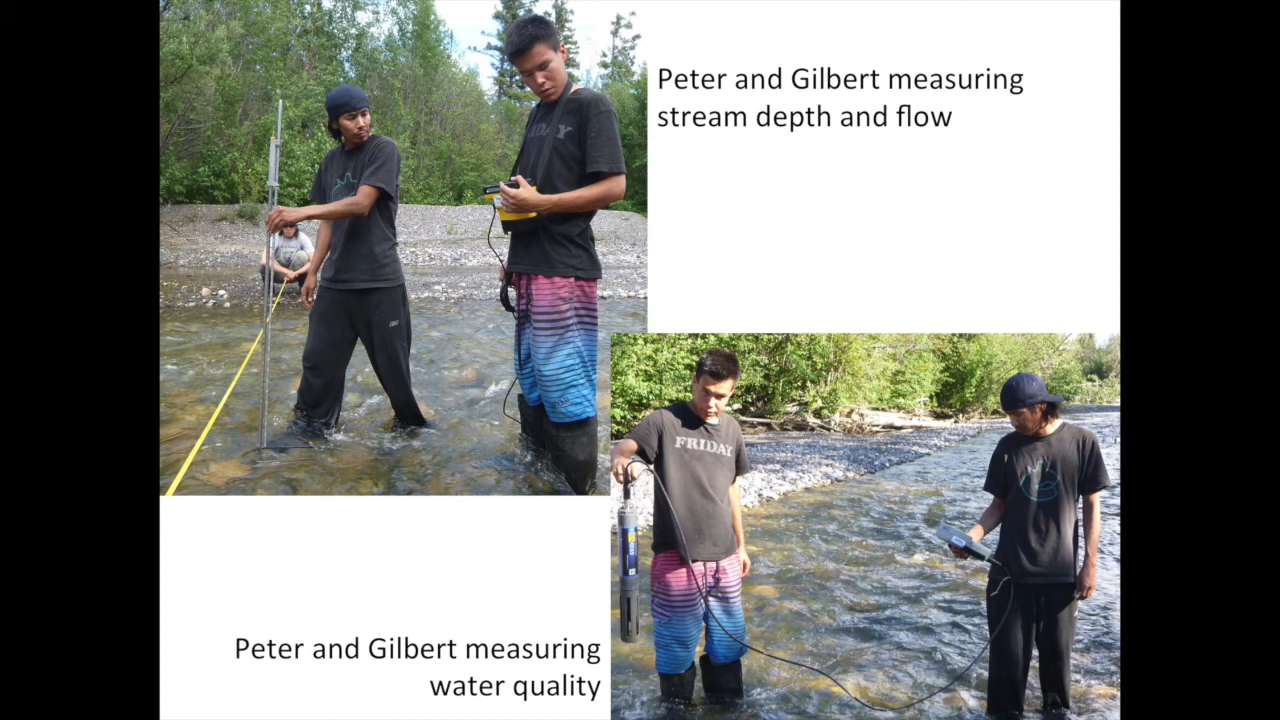 Peter and Gilbert measuring
stream depth and flow
FRIDAY
Peter and Gilbert measuring
water quality